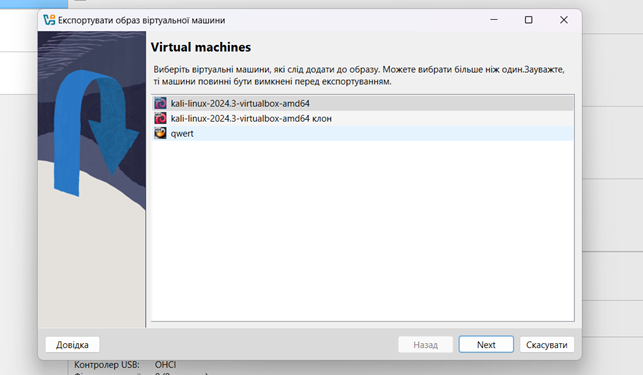 Експортувати образ віртуальної машини
Virtual machines
Виберіть віртуальні машини, які слід додати до образу. Можете вибрати більше ніж один.Зауважте,
ті машини повинні бути вимкнені перед експортуванням.
kali-linux-2024.3-virtualbox-amd64
kali-linux-2024.3-virtualbox-amd64 клон
qwert
Довідка
Назад
Next
Скасувати
Контролер USB: OHCI